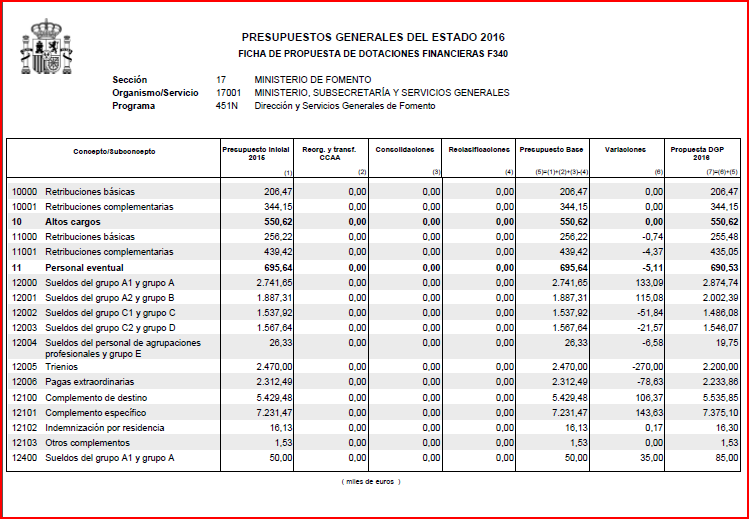 PRESUPUESTOS GENERALES DEL ESTADO 2016
FICHA DE PROPUESTA DE DOTACIONES FINANCIERAS F340
Sección 17 MINISTERIO DE FOMENTO
Organismo/Servicio 17001 MINISTERIO, SUBSECRETARÍA Y SERVICIOS GENERALES
Programa 451N Dirección y Servicios Generales de Fomento
Concepto/Subconcepto Presupuesto Inicial 2015 (1) Reorg. y transf. CCAA (2) Consolidaciones (3) Reclasificaciones (4) Presupuesto Base (5)=(1)+(2)+(3)-(4) Variaciones (6) Propuesta DGP 2016 (7)=(6)+(5)
10000 Retribuciones básicas 206,47 0,00 0,00 0,00 206,47 0,00 206,47
10001 Retribuciones complementarias 344,15 0,00 0,00 0,00 344,15 0,00 344,15
10 Altos cargos 550,62 0,00 0,00 0,00 550,62 0,00 550,62
11000 Retribuciones básicas 256,22 0,00 0,00 0,00 256,22 -0,74 255,48
11001 Retribuciones complementarias 439,42 0,00 0,00 0,00 439,42 -4,37 435,05
11 Personal eventual 695,64 0,00 0,00 0,00 695,64 -5,11 690,53
12000 Sueldos del grupo A1 y grupo A 2.741,65 0,00 0,00 0,00 2.741,65 133,09 2.874,74
12001 Sueldos del grupo A2 y grupo B 1.887,31 0,00 0,00 0,00 1.887,31 115,08 2.002,39
12002 Sueldos del grupo C1 y grupo C 1.537,92 0,00 0,00 0,00 1.537,92 -51,84 1.486,08
12003 Sueldos del grupo C2 y grupo D 1.567,64 0,00 0,00 0,00 1.567,64 -21,57 1.546,07
12004 Sueldos del personal de agrupaciones 26,33 0,00 0,00 0,00 26,33 -6,58 19,75
profesionales y grupo E
12005 Trienios 2.470,00 0,00 0,00 0,00 2.470,00 -270,00 2.200,00
12006 Pagas extraordinarias 2.312,49 0,00 0,00 0,00 2.312,49 -78,63 2.233,86
12100 Complemento de destino 5.429,48 0,00 0,00 0,00 5.429,48 106,37 5.535,85
12101 Complemento específico 7.231,47 0,00 0,00 0,00 7.231,47 143,63 7.375,10
12102 Indemnización por residencia 16,13 0,00 0,00 0,00 16,13 0,17 16,30
12103 Otros complementos 1,53 0,00 0,00 0,00 1,53 0,00 1,53
12400 Sueldos del grupo A1 y grupo A 50,00 0,00 0,00 0,00 50,00 35,00 85,00
( miles de euros )